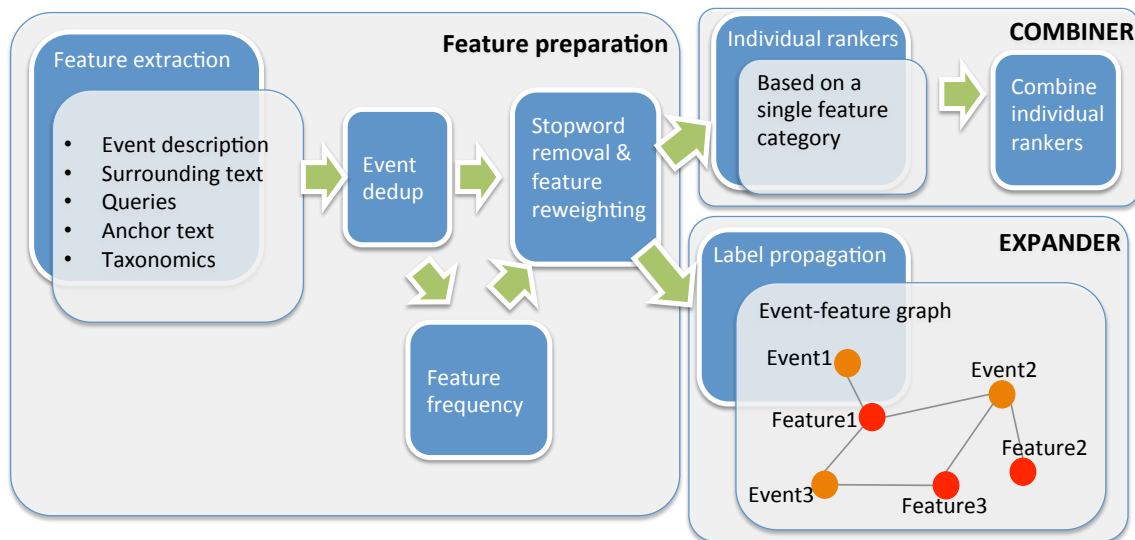 Feature preparation
Feature extraction
• Event description
• Surrounding text
• Queries
• Anchor text
• Taxonomics
Event
dedup
Feature
frequency
Stopword
removal &
feature
reweighting
COMBINER
Individual rankers
Based on a
single feature
category
Combine
individual
rankers
EXPANDER
Label propagation
Event-feature graph
Event1
Event2
Feature1
Feature2
Event3
Feature3